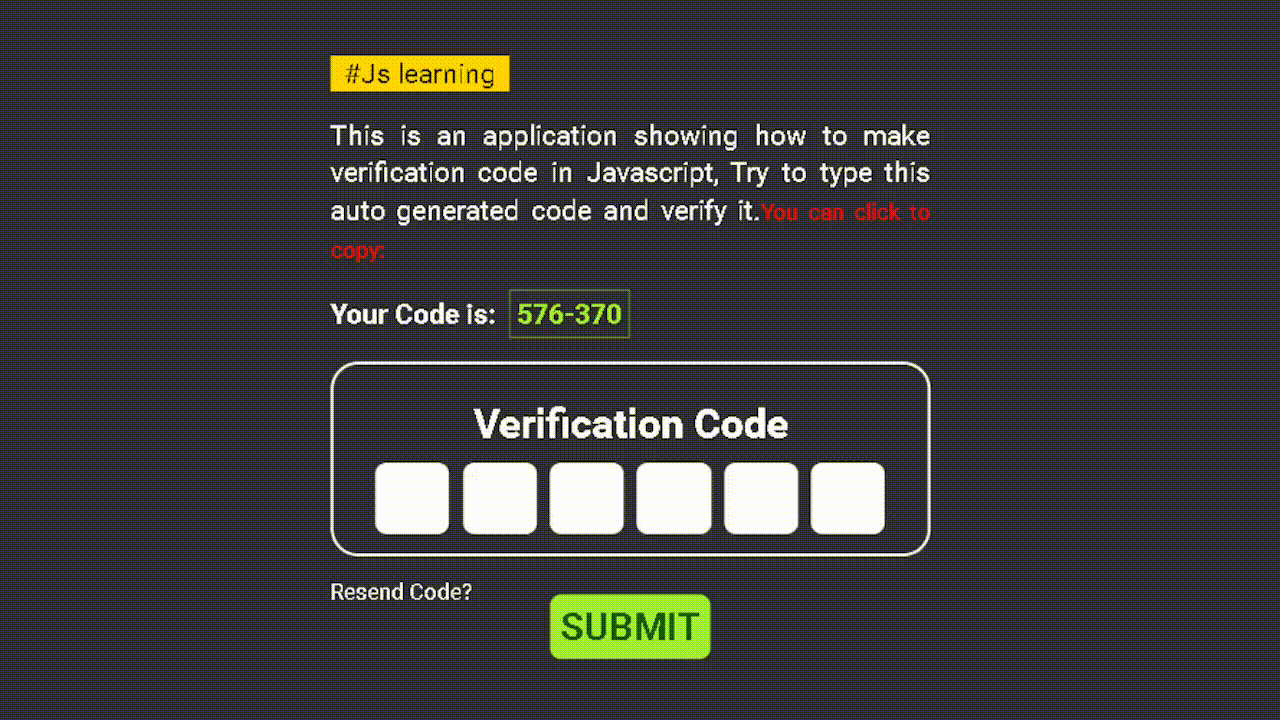 #Js learning
This is an application showing how to make
verification code in Javascript, Try to type this
auto generated code and verify it.You can click to
copy:
Your Code is: 576-370
Verification Code
Resend Code?
SUBMIT